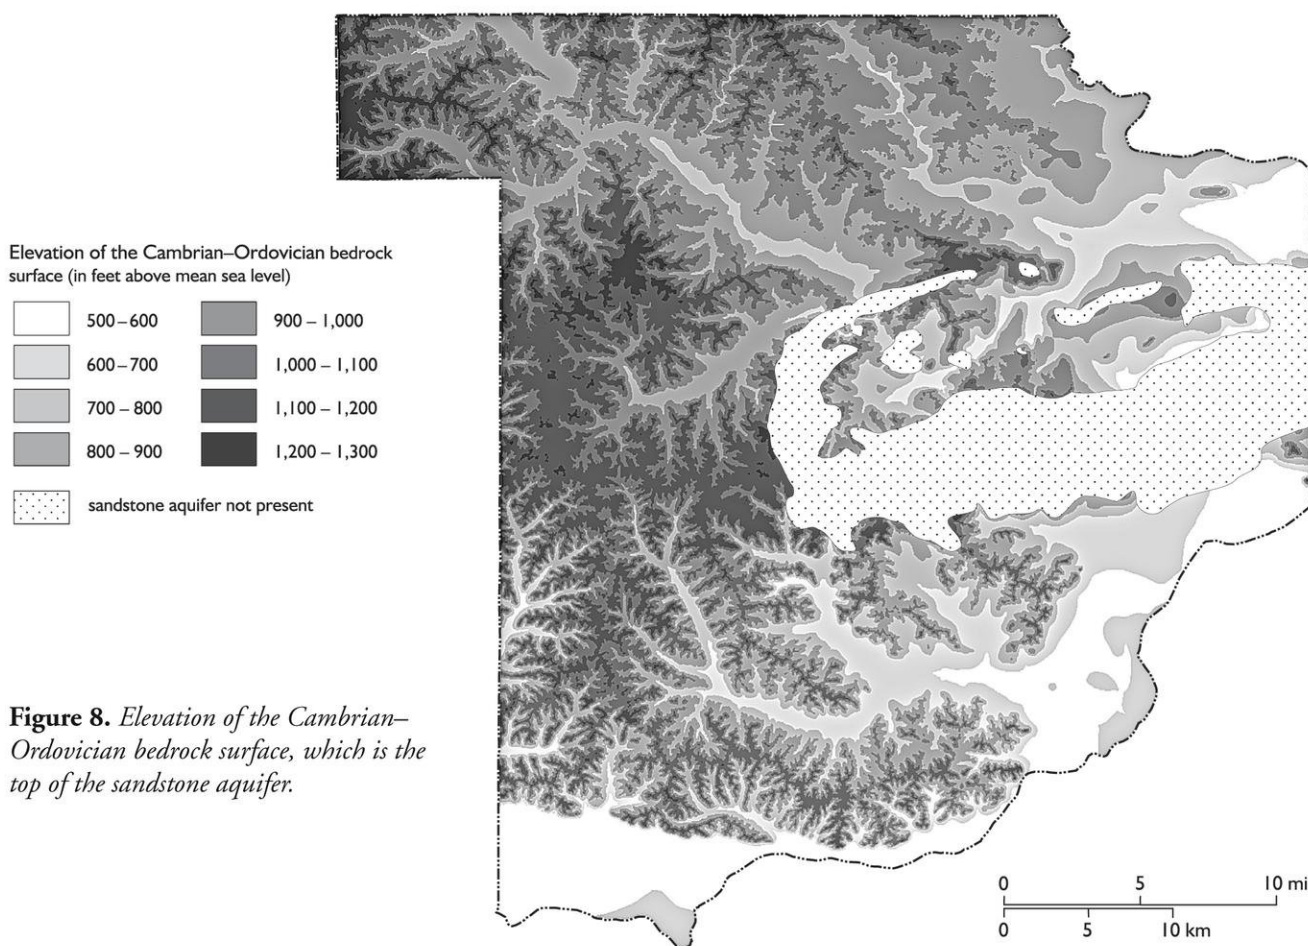 Elevation of the Cambrian–Ordovician bedrock
surface (in feet above mean sea level)
500 – 600
900 – 1,000
600 – 700
1,000 – 1,100
700 – 800
1,100 – 1,200
800 – 900
1,200 – 1,300
sandstone aquifer not present
Figure 8. Elevation of the Cambrian–
Ordovician bedrock surface, which is the
top of the sandstone aquifer.
0 5 10 mi
0 5 10 km